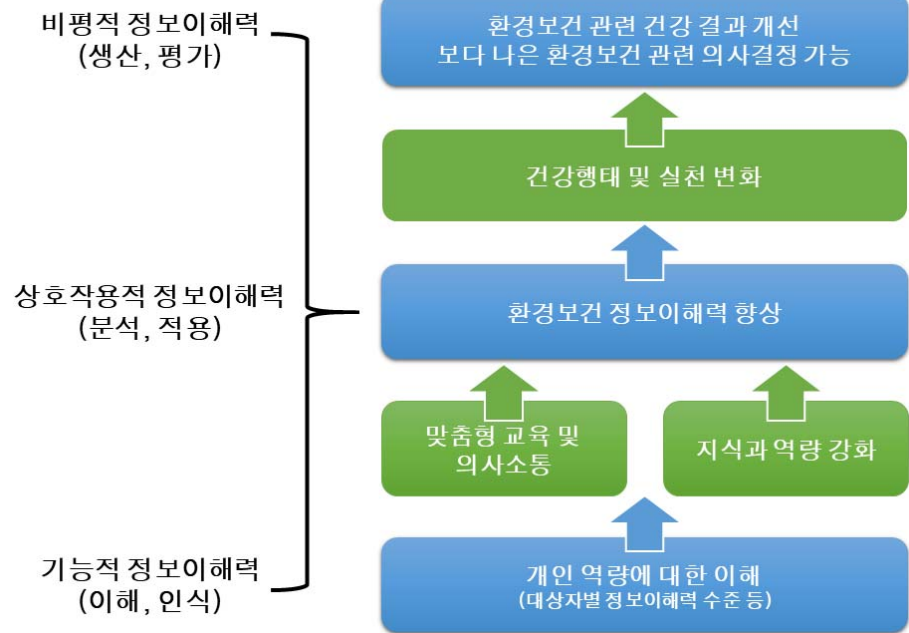 비평적 정보이해력
(생산, 평가)
환경보건 관련 건강 결과 개선
보다 나은 환경보건 관련 의사결정 가능
건강행태 및 실천 변화
상호작용적 정보이해력
(분석, 적용)
환경보건 정보이해력 향상
맞춤형 교육 및
의사소통
지식과 역량 강화
기능적 정보이해력
(이해, 인식)
개인 역량에 대한 이해
(대상자별 정보이해력 수준 등)